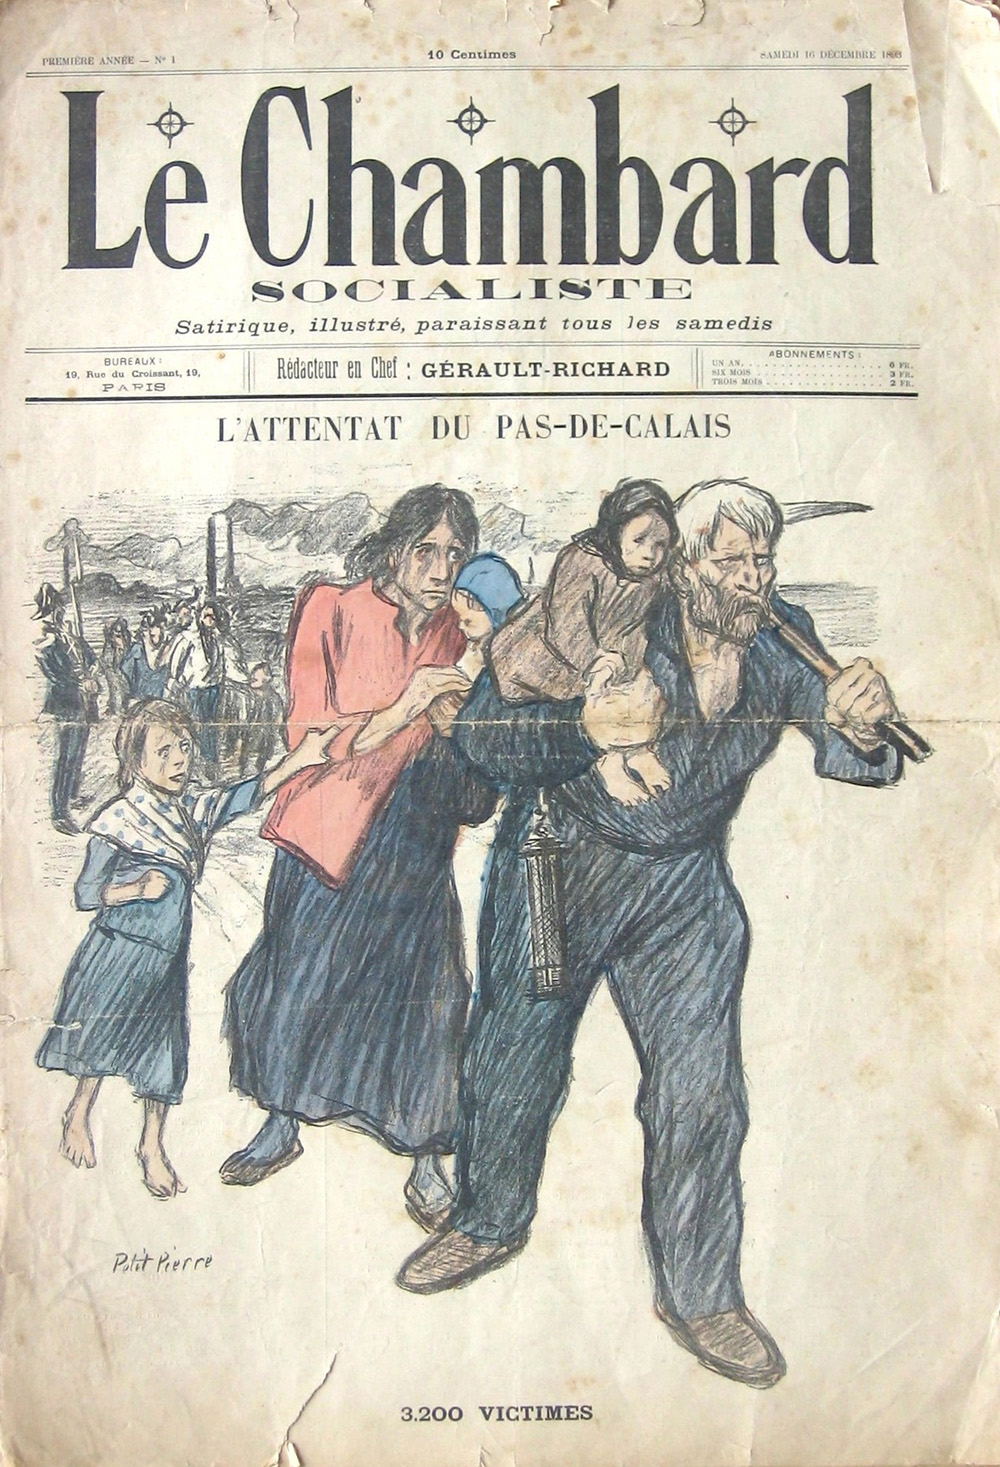 PREMIÈRE ANNÉE — N° 1
10 Centimes
SAMEDI 16 DÉCEMBRE 1893
Le Chambard
SOCIALISTE
Satirique, illustré, paraissant tous les samedis
BUREAUX :
19, Rue du Croissant, 19,
PARIS
Rédacteur en Chef : GÉRAULT-RICHARD
ABONNEMENTS :
UN AN. . . . . . . . . . . . . . . . 6 FR.
SIX MOIS . . . . . . . . . . . . . . 3 FR.
TROIS MOIS . . . . . . . . . . . . . 2 FR.
L'ATTENTAT DU PAS-DE-CALAIS
Petit Pierre
3.200 VICTIMES